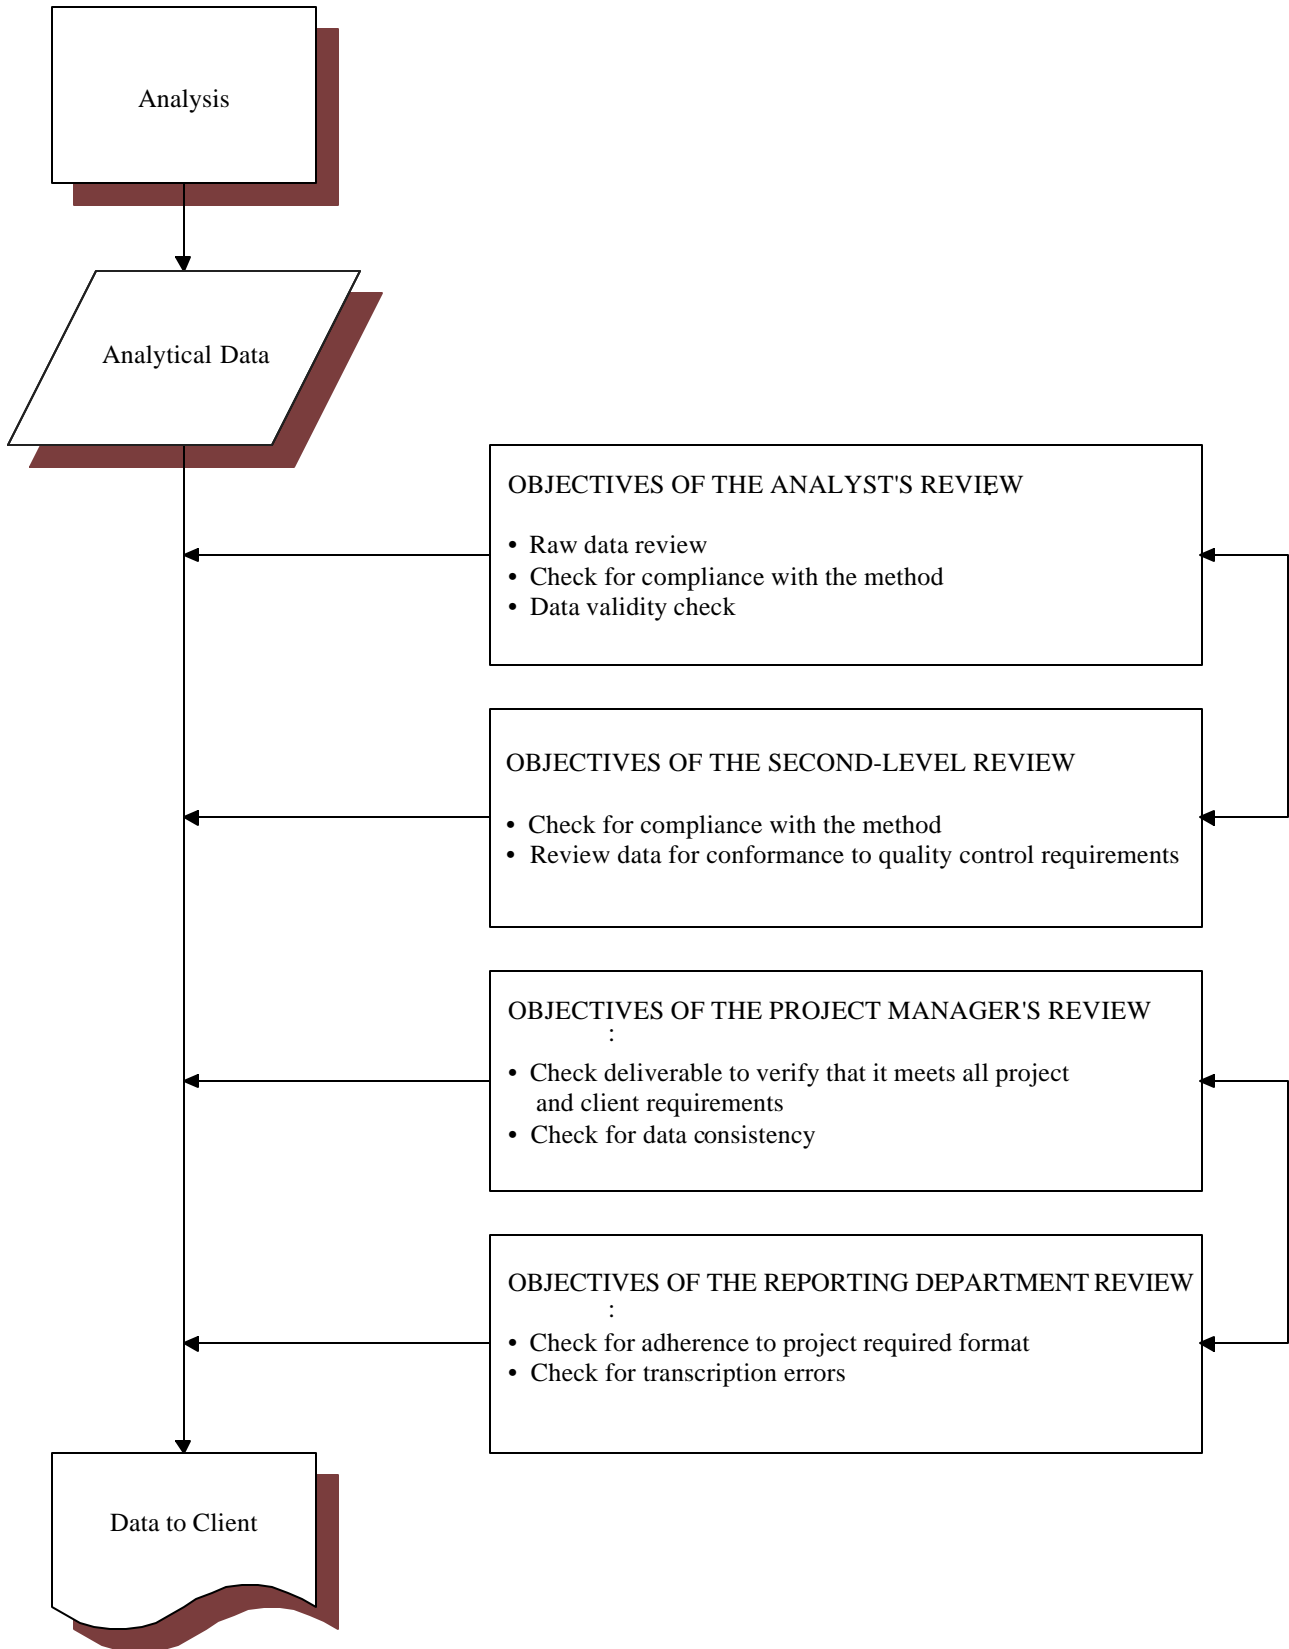 Analysis
Analytical Data
OBJECTIVES OF THE ANALYST'S REVIEW:
• Raw data review
• Check for compliance with the method
• Data validity check
OBJECTIVES OF THE SECOND-LEVEL REVIEW
• Check for compliance with the method
• Review data for conformance to quality control requirements
OBJECTIVES OF THE PROJECT MANAGER'S REVIEW
:
• Check deliverable to verify that it meets all project
and client requirements
• Check for data consistency
OBJECTIVES OF THE REPORTING DEPARTMENT REVIEW
:
• Check for adherence to project required format
• Check for transcription errors
Data to Client